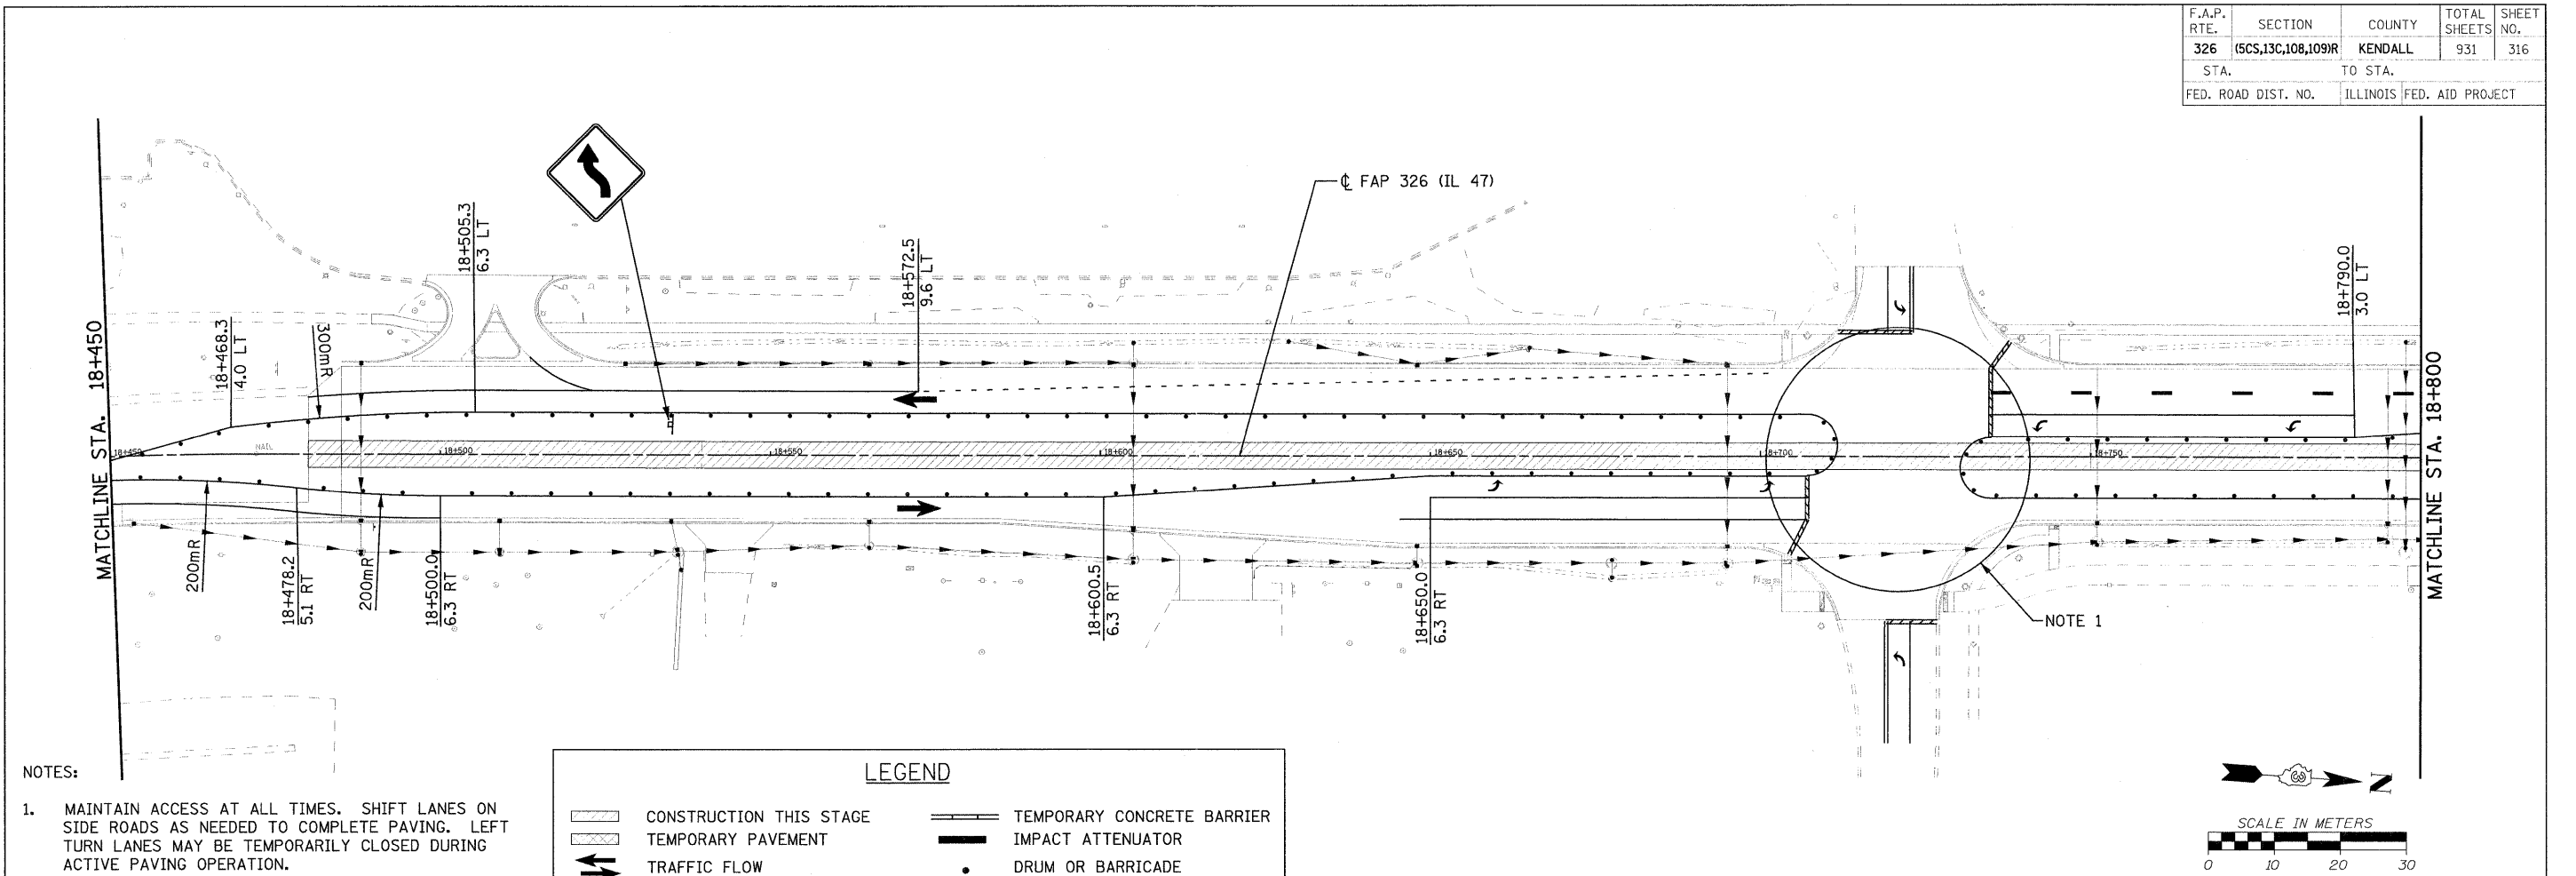 F.A.P. RTE. SECTION COUNTY TOTAL SHEETS SHEET NO.
326 (5CS,13C,108,109)R KENDALL 931 316
STA. TO STA.
FED. ROAD DIST. NO. ILLINOIS FED. AID PROJECT
℄ FAP 326 (IL 47)
MATCHLINE STA. 18+450
18+468.3
4.0 LT
300mR
18+505.3
6.3 LT
18+572.5
9.6 LT
18+790.0
3.0 LT
MATCHLINE STA. 18+800
18+450
18+500
18+550
18+600
18+650
18+700
18+750
200mR
18+478.2
5.1 RT
200mR
18+500.0
6.3 RT
18+600.5
6.3 RT
18+650.0
6.3 RT
NOTE 1
NOTES:
1. MAINTAIN ACCESS AT ALL TIMES. SHIFT LANES ON
SIDE ROADS AS NEEDED TO COMPLETE PAVING. LEFT
TURN LANES MAY BE TEMPORARILY CLOSED DURING
ACTIVE PAVING OPERATION.
LEGEND
CONSTRUCTION THIS STAGE
TEMPORARY PAVEMENT
TRAFFIC FLOW
TEMPORARY CONCRETE BARRIER
IMPACT ATTENUATOR
DRUM OR BARRICADE
N
SCALE IN METERS
0 10 20 30